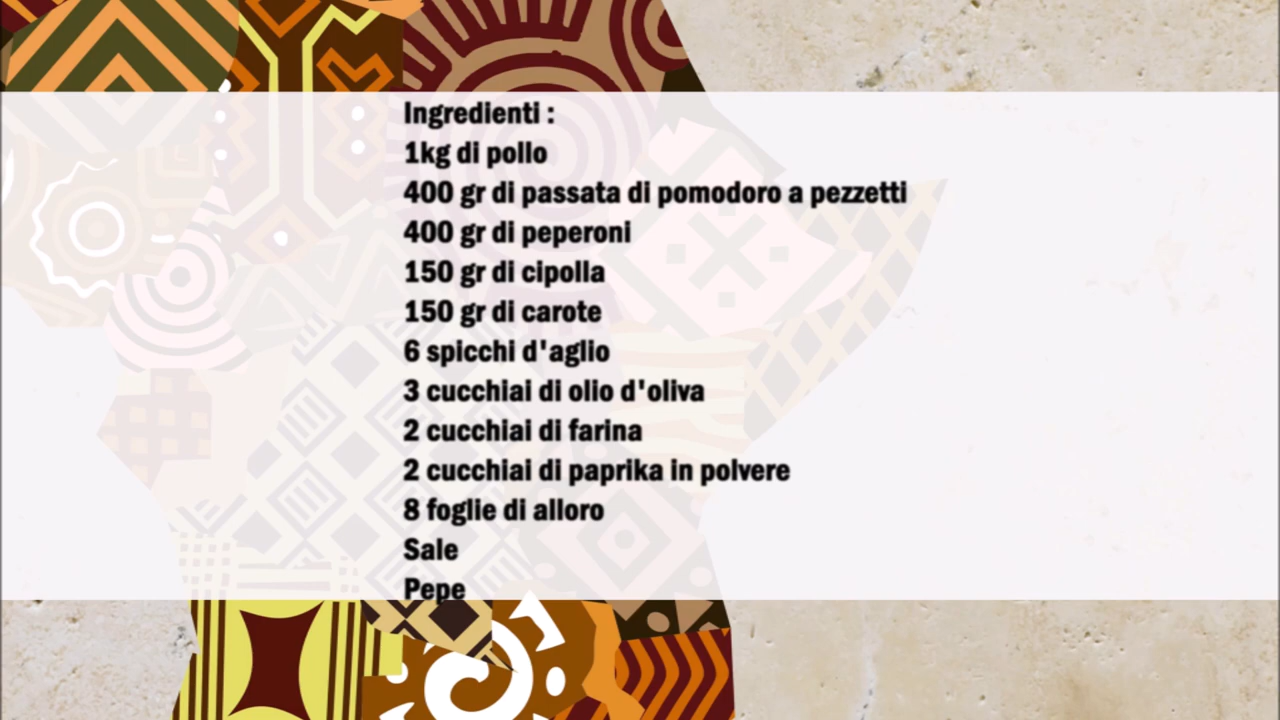 Ingredienti :
1kg di pollo
400 gr di passata di pomodoro a pezzetti
400 gr di peperoni
150 gr di cipolla
150 gr di carote
6 spicchi d'aglio
3 cucchiai di olio d'oliva
2 cucchiai di farina
2 cucchiai di paprika in polvere
8 foglie di alloro
Sale
Pepe